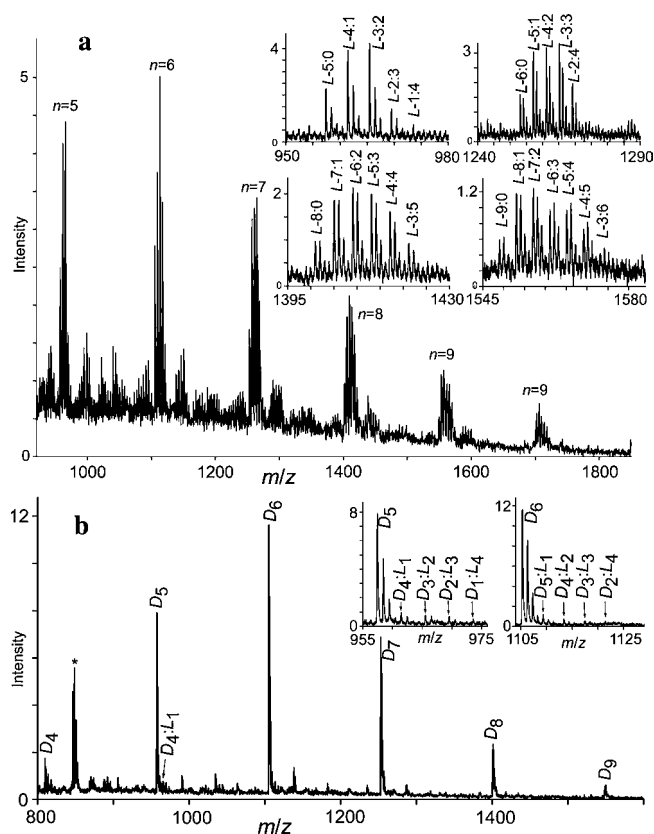 a
5
0
Intensity
n=5
n=6
n=7
n=8
n=9
n=9
1000 1200 1400 1600 1800
m/z
4
2
0
L-5:0
L-4:1
L-3:2
L-2:3
L-1:4
950 980
3
0
L-6:0
L-5:1
L-4:2
L-3:3
L-2:4
1240 1290
2
1
0
L-8:0
L-7:1
L-6:2
L-5:3
L-4:4
L-3:5
1395 1430
1.2
0
L-9:0
L-8:1
L-7:2
L-6:3
L-5:4
L-4:5
L-3:6
1545 1580
b
12
0
Intensity
D4
*
D5
D4:L1
D6
D7
D8
D9
800 1000 1200 1400
m/z
8
0
D5
D4:L1
D3:L2
D2:L3
D1:L4
955 975
m/z
12
0
D6
D5:L1
D4:L2
D3:L3
D2:L4
1105 1125
m/z